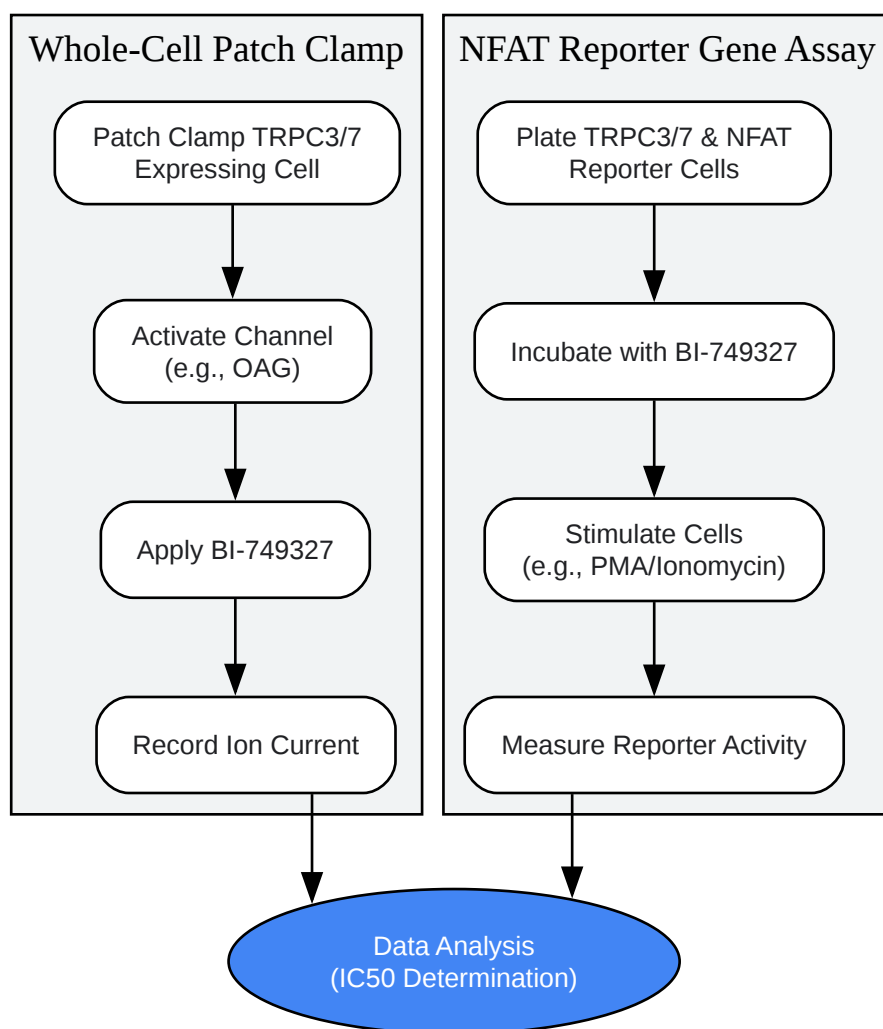 Whole-Cell Patch Clamp
Patch Clamp TRPC3/7
Expressing Cell
Activate Channel
(e.g., OAG)
Apply BI-749327
Record Ion Current
NFAT Reporter Gene Assay
Plate TRPC3/7 & NFAT
Reporter Cells
Incubate with BI-749327
Stimulate Cells
(e.g., PMA/Ionomycin)
Measure Reporter Activity
Data Analysis
(IC50 Determination)